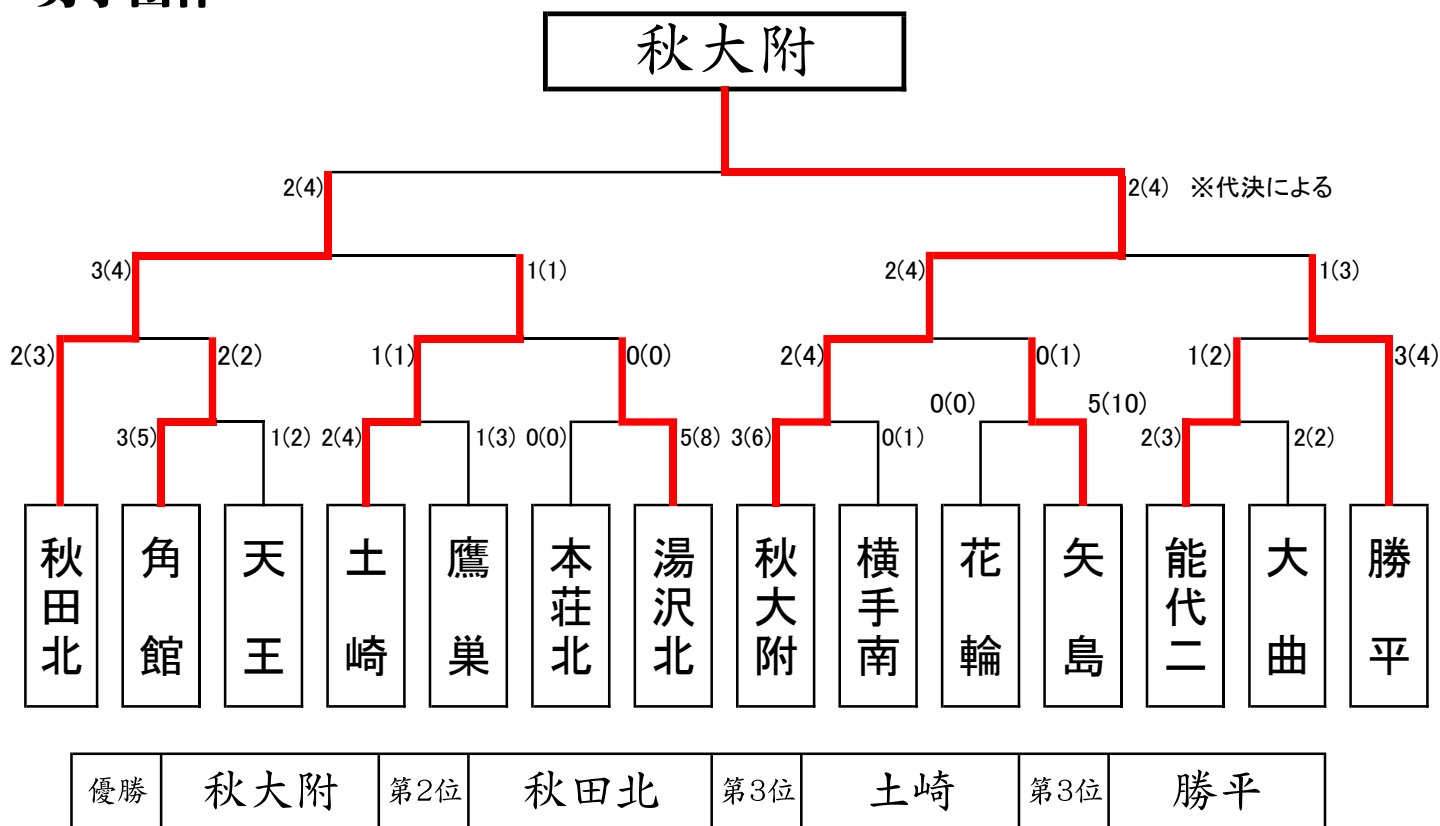 秋大附
2(4)
2(4) ※代決による
3(4)
1(1)
2(4)
1(3)
2(3)
2(2)
1(1)
0(0)
2(4)
0(1)
1(2)
3(4)
3(5)
1(2)
2(4)
1(3)
0(0)
5(8)
3(6)
0(1)
0(0)
5(10)
2(3)
2(2)
秋田北
角館
天王
土崎
鷹巣
本荘北
湯沢北
秋大附
横手南
花輪
矢島
能代二
大曲
勝平
優勝 秋大附 第2位 秋田北 第3位 土崎 第3位 勝平